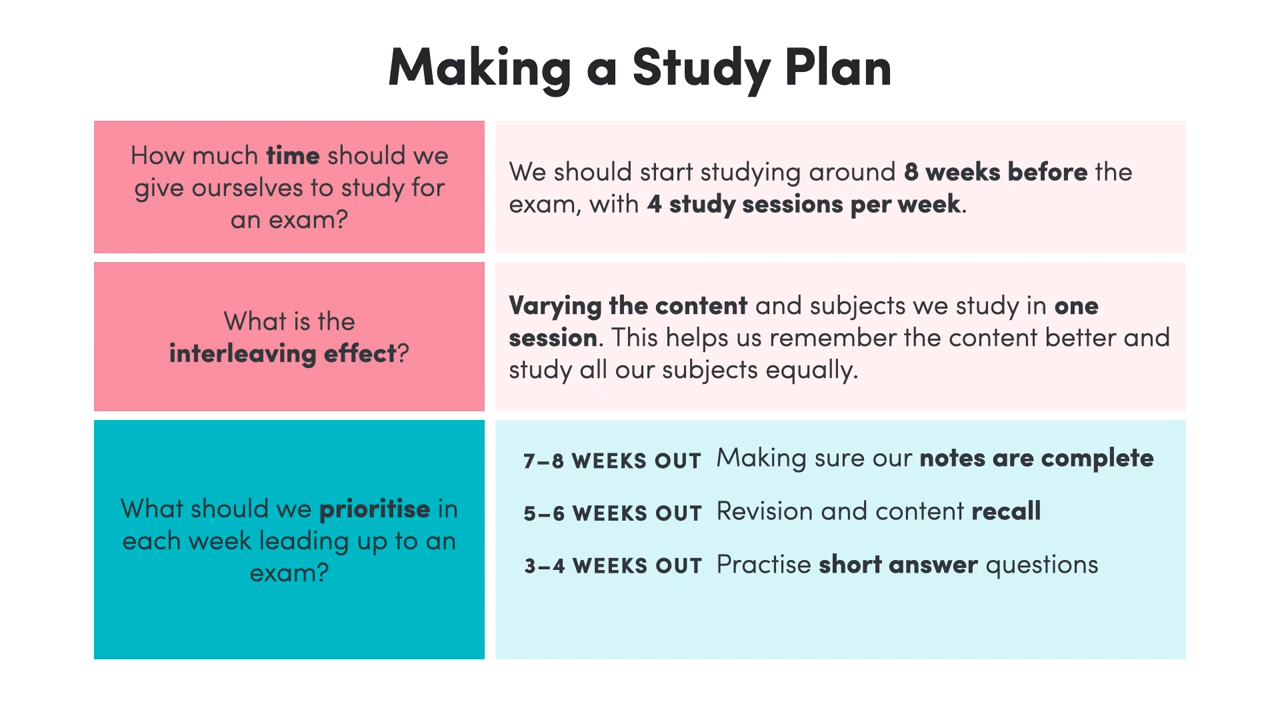 Making a Study Plan
How much time should we
give ourselves to study for
an exam?
We should start studying around 8 weeks before the
exam, with 4 study sessions per week.
What is the
interleaving effect?
Varying the content and subjects we study in one
session. This helps us remember the content better and
study all our subjects equally.
What should we prioritise in
each week leading up to an
exam?
7–8 WEEKS OUT Making sure our notes are complete
5–6 WEEKS OUT Revision and content recall
3–4 WEEKS OUT Practise short answer questions